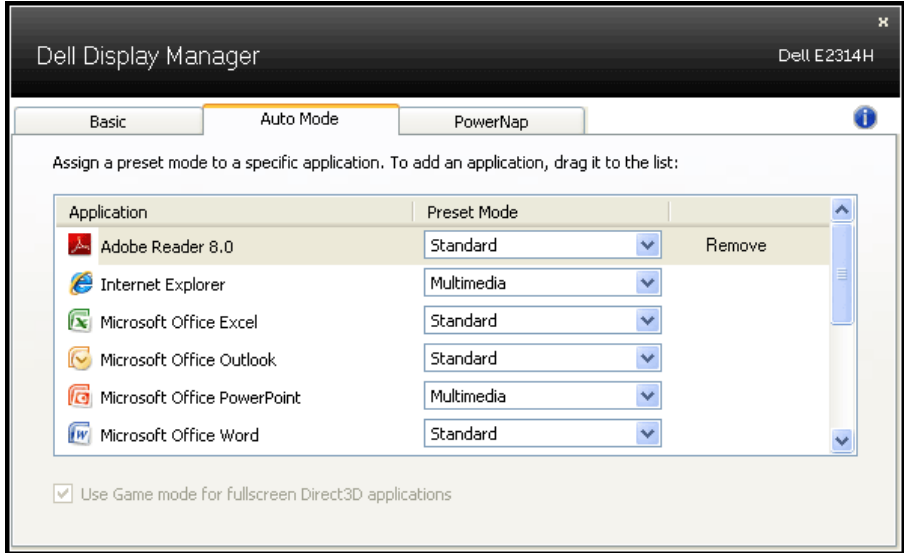 Dell Display Manager
Dell E2314H
Basic
Auto Mode
PowerNap
Assign a preset mode to a specific application. To add an application, drag it to the list:
Application Preset Mode
Adobe Reader 8.0 Standard Remove
Internet Explorer Multimedia
Microsoft Office Excel Standard
Microsoft Office Outlook Standard
Microsoft Office PowerPoint Multimedia
Microsoft Office Word Standard
Use Game mode for fullscreen Direct3D applications